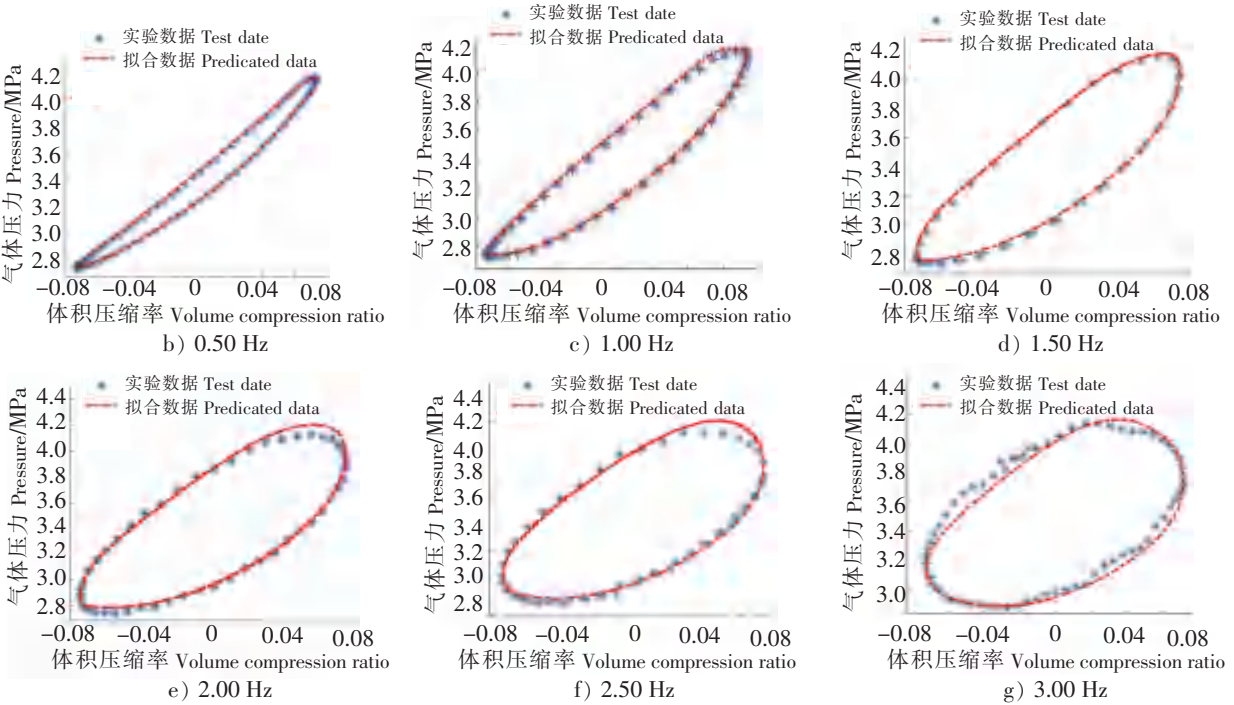 实验数据 Test date
拟合数据 Predicated data
气体压力 Pressure/MPa
4.2
4.0
3.8
3.6
3.4
3.2
3.0
2.8
−0.08 −0.04 0 0.04 0.08
体积压缩率 Volume compression ratio
b) 0.50 Hz
实验数据 Test date
拟合数据 Predicated data
气体压力 Pressure/MPa
4.2
4.0
3.8
3.6
3.4
3.2
3.0
2.8
−0.08 −0.04 0 0.04 0.08
体积压缩率 Volume compression ratio
c) 1.00 Hz
实验数据 Test date
拟合数据 Predicated data
气体压力 Pressure/MPa
4.2
4.0
3.8
3.6
3.4
3.2
3.0
2.8
−0.08 −0.04 0 0.04 0.08
体积压缩率 Volume compression ratio
d) 1.50 Hz
实验数据 Test date
拟合数据 Predicated data
气体压力 Pressure/MPa
4.4
4.2
4.0
3.8
3.6
3.4
3.2
3.0
2.8
−0.08 −0.04 0 0.04 0.08
体积压缩率 Volume compression ratio
e) 2.00 Hz
实验数据 Test date
拟合数据 Predicated data
气体压力 Pressure/MPa
4.4
4.2
4.0
3.8
3.6
3.4
3.2
3.0
2.8
−0.08 −0.04 0 0.04 0.08
体积压缩率 Volume compression ratio
f) 2.50 Hz
实验数据 Test date
拟合数据 Predicated data
气体压力 Pressure/MPa
4.4
4.2
4.0
3.8
3.6
3.4
3.2
3.0
−0.08 −0.04 0 0.04 0.08
体积压缩率 Volume compression ratio
g) 3.00 Hz